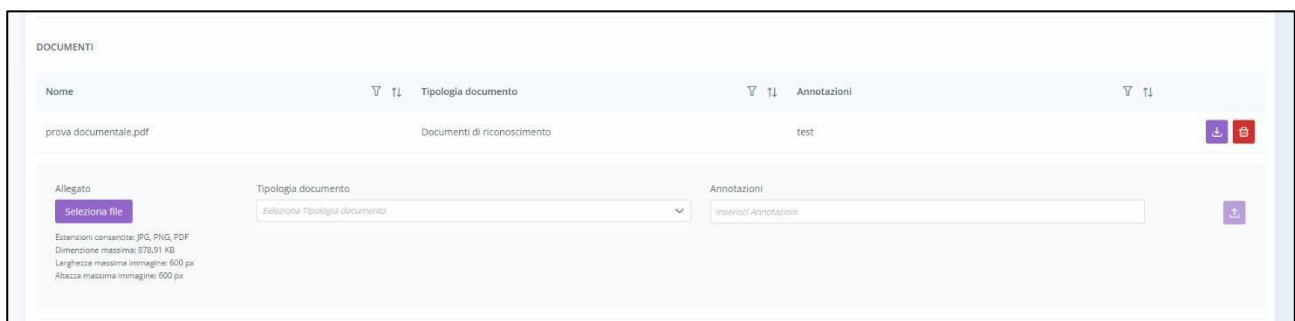 DOCUMENTI
Nome Tipologia documento Annotazioni
prova documentale.pdf Documenti di riconoscimento test
Allegato Tipologia documento Annotazioni
Seleziona file Seleziona Tipologia documento Inserisci Annotazioni
Estensioni consentite: JPG, PNG, PDF
Dimenzione massima: 878,91 KB
Larghezza massima immagine: 600 px
Altezza massima immagine: 600 px